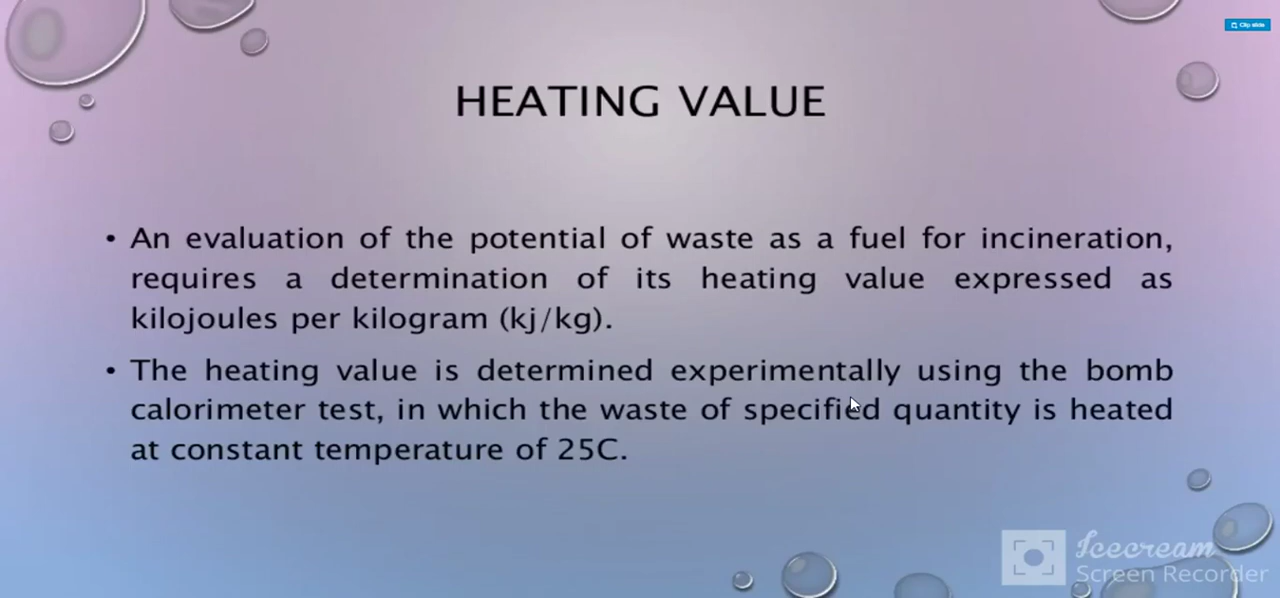 Clip slide
HEATING VALUE
• An evaluation of the potential of waste as a fuel for incineration,
requires a determination of its heating value expressed as
kilojoules per kilogram (kj/kg).
• The heating value is determined experimentally using the bomb
calorimeter test, in which the waste of specified quantity is heated
at constant temperature of 25C.
Icecream
Screen Recorder